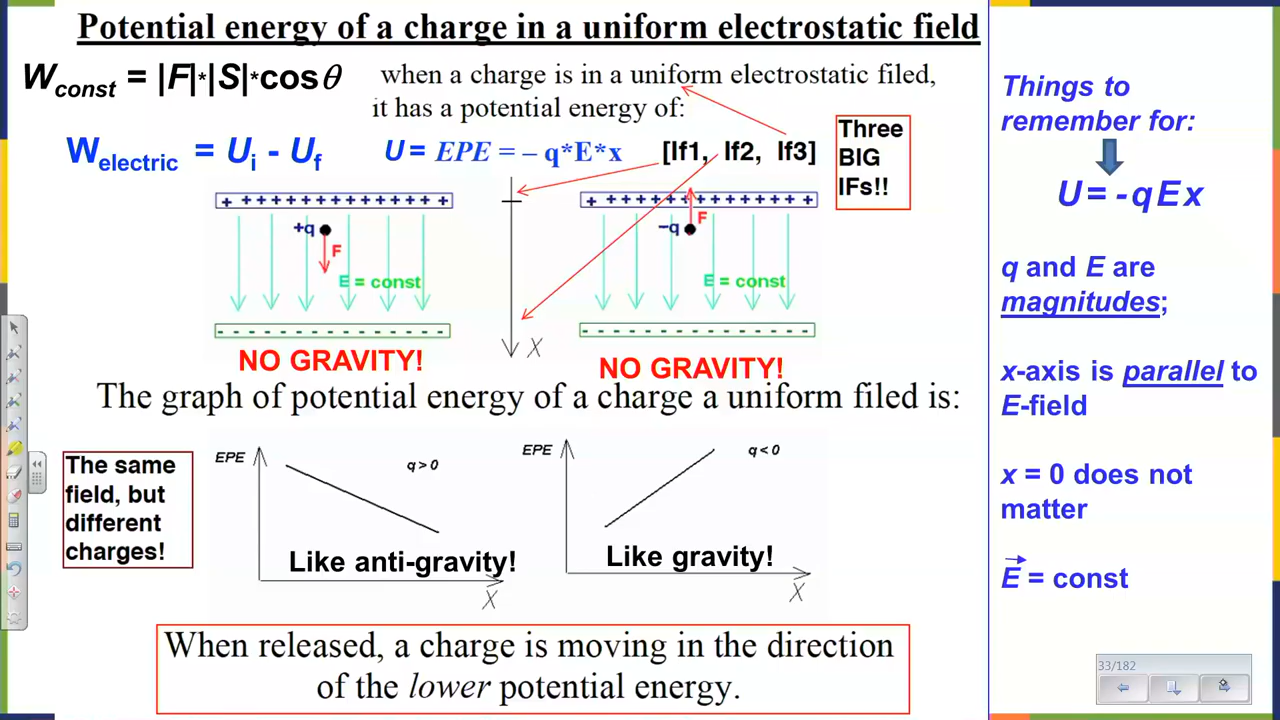 Potential energy of a charge in a uniform electrostatic field
Wconst = |F|*|S|*cosθ
when a charge is in a uniform electrostatic filed,
it has a potential energy of:
Welectric = Ui - Uf
U = EPE = – q*E*x
[If1, If2, If3]
Three
BIG
IFs!!
+ + + + + + + + + + + + + + +
+q
F
E = const
- - - - - - - - - - - - - - - -
NO GRAVITY!
X
+ + + + + + + + + + + + + + +
F
–q
E = const
- - - - - - - - - - - - - - - -
NO GRAVITY!
The graph of potential energy of a charge a uniform filed is:
The same
field, but
different
charges!
EPE
q > 0
Like anti-gravity!
X
EPE
q < 0
Like gravity!
X
When released, a charge is moving in the direction
of the lower potential energy.
Things to
remember for:
U = - q E x
q and E are
magnitudes;
x-axis is parallel to
E-field
x = 0 does not
matter
E = const
33/182